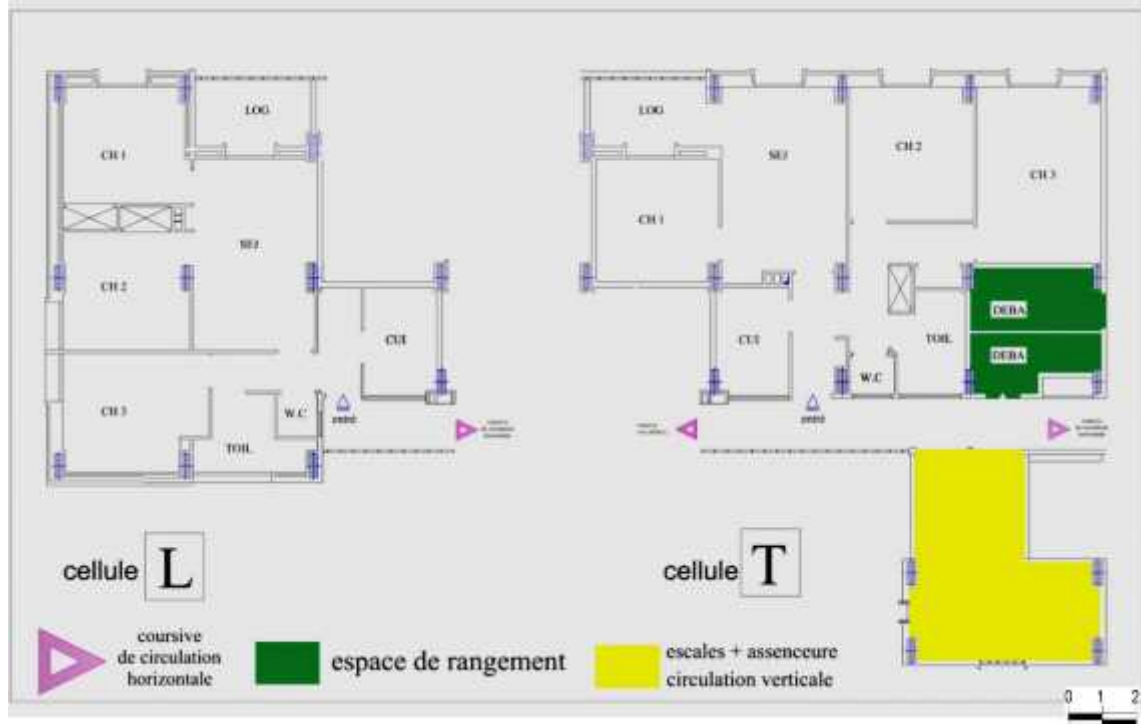 LOG
CH 1
SEJ
CH 2
CUI
CH 3
W.C
TOIL
entré
LOG
SEJ
CH 2
CH 3
CH 1
DEBA
CUI
TOIL
DEBA
W.C
entré
cellule L
cellule T
coursive
de circulation
horizontale
espace de rangement
escales + assenceure
circulation verticale
0 1 2